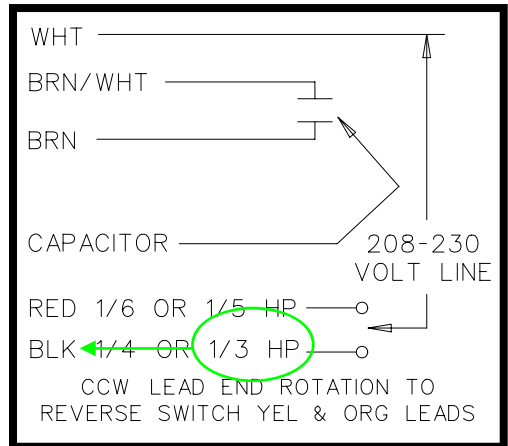 WHT
BRN/WHT
BRN
CAPACITOR
208-230
VOLT LINE
RED 1/6 OR 1/5 HP
BLK 1/4 OR 1/3 HP
CCW LEAD END ROTATION TO
REVERSE SWITCH YEL & ORG LEADS